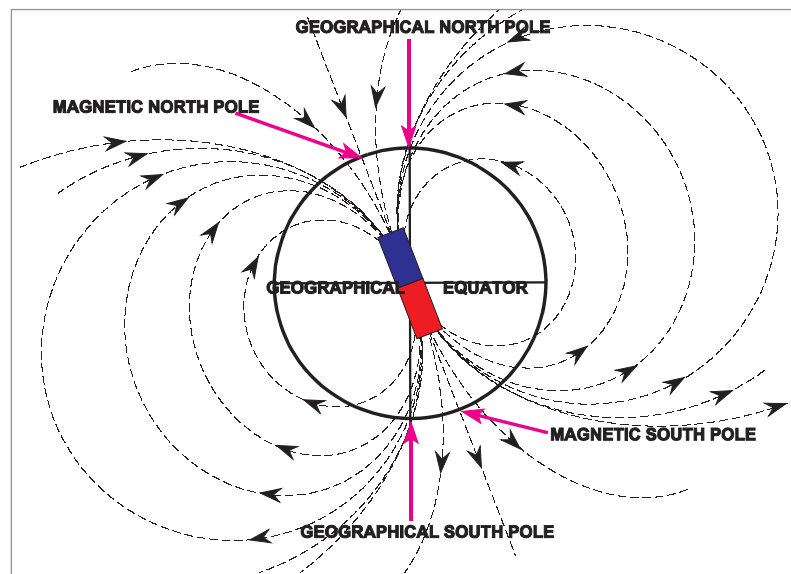 GEOGRAPHICAL NORTH POLE
MAGNETIC NORTH POLE
GEOGRAPHICAL EQUATOR
MAGNETIC SOUTH POLE
GEOGRAPHICAL SOUTH POLE